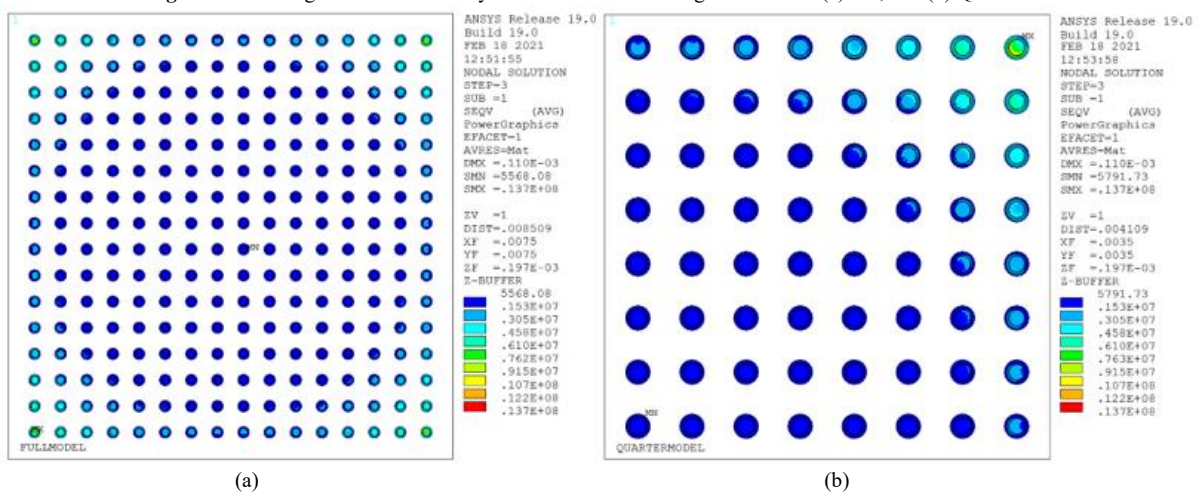 1
ANSYS Release 19.0
Build 19.0
FEB 18 2021
12:51:55
NODAL SOLUTION
STEP=3
SUB =1
SEQV (AVG)
PowerGraphics
EFACET=1
AVRES=Mat
DMX =.110E-03
SMN =5568.08
SMX =.137E+08
ZV =1
DIST=.008509
XF =.0075
YF =.0075
ZF =.197E-03
Z-BUFFER
5568.08
.153E+07
.305E+07
.458E+07
.610E+07
.762E+07
.915E+07
.107E+08
.122E+08
.137E+08
MN
MX
FULLMODEL
(a)
1
ANSYS Release 19.0
Build 19.0
FEB 18 2021
12:53:58
NODAL SOLUTION
STEP=3
SUB =1
SEQV (AVG)
PowerGraphics
EFACET=1
AVRES=Mat
DMX =.110E-03
SMN =5791.73
SMX =.137E+08
ZV =1
DIST=.004109
XF =.0035
YF =.0035
ZF =.197E-03
Z-BUFFER
5791.73
.153E+07
.305E+07
.458E+07
.610E+07
.763E+07
.915E+07
.107E+08
.122E+08
.137E+08
MX
MN
QUARTERMODEL
(b)